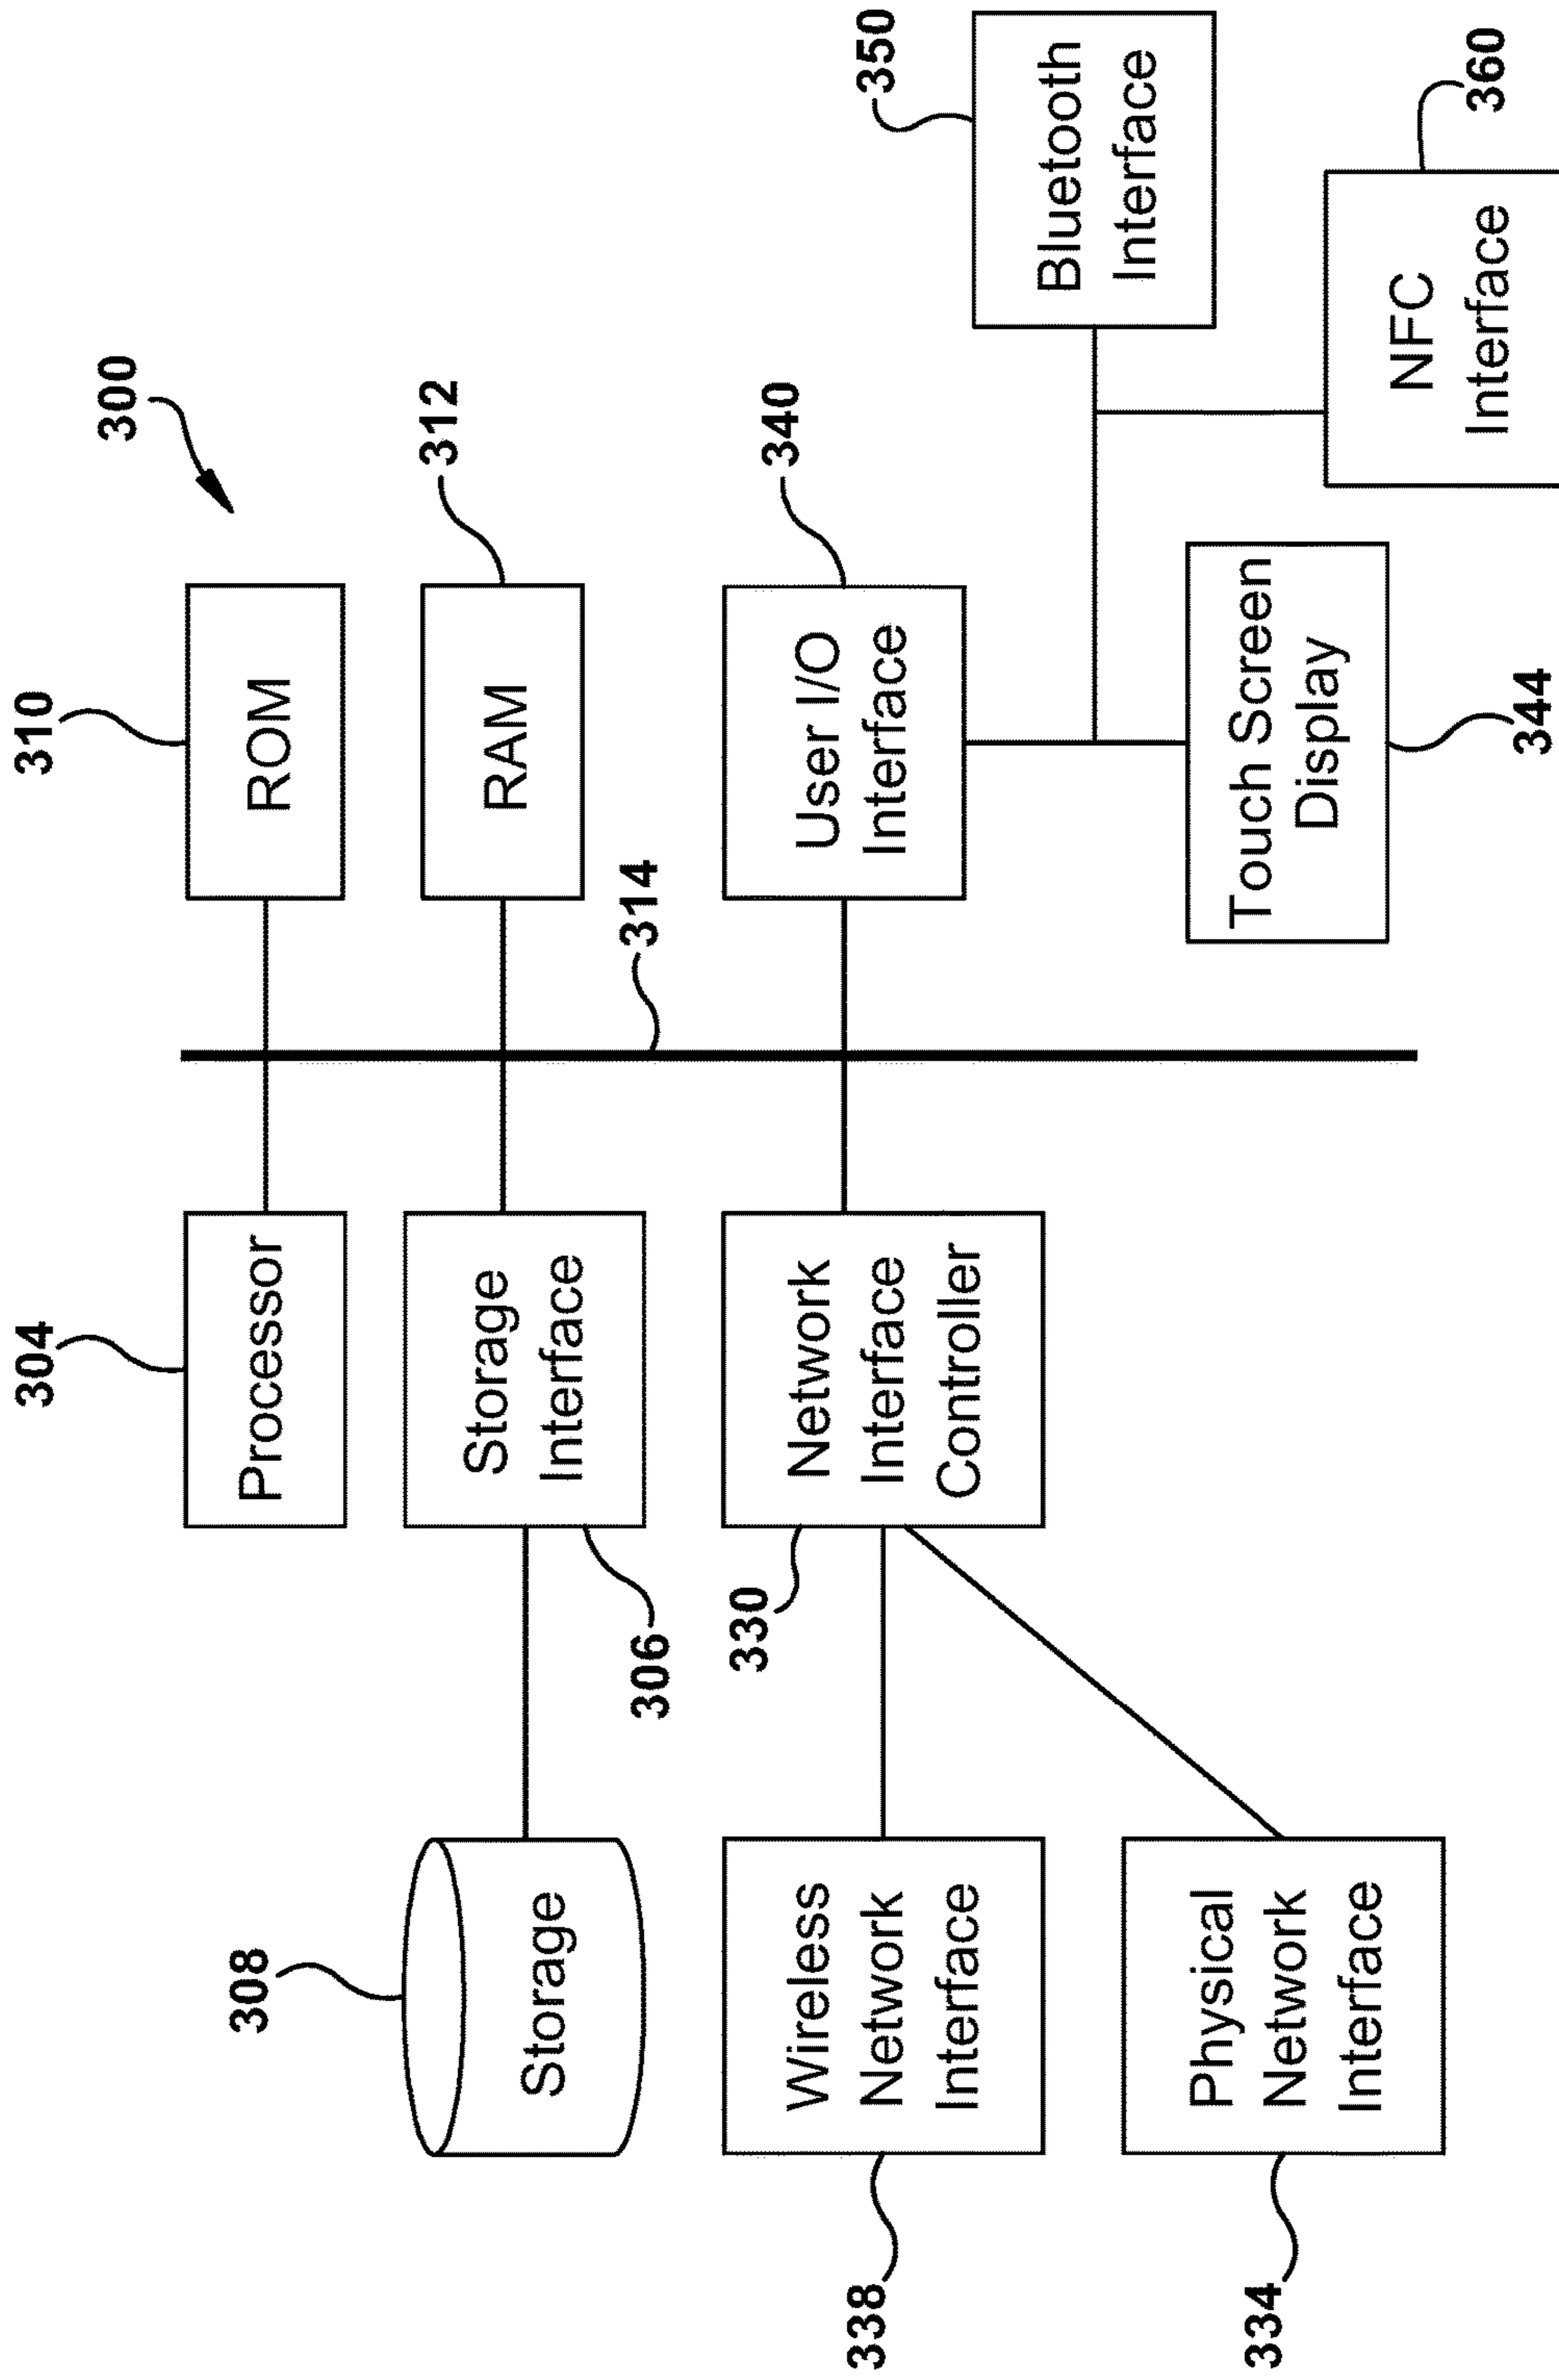 304
310
300
Processor
ROM
308
312
Storage
Storage
Interface
RAM
306
314
330
340
338
Wireless
Network
Interface
Network
Interface
Controller
User I/O
Interface
350
Bluetooth
Interface
334
Physical
Network
Interface
Touch Screen
Display
344
NFC
Interface
360